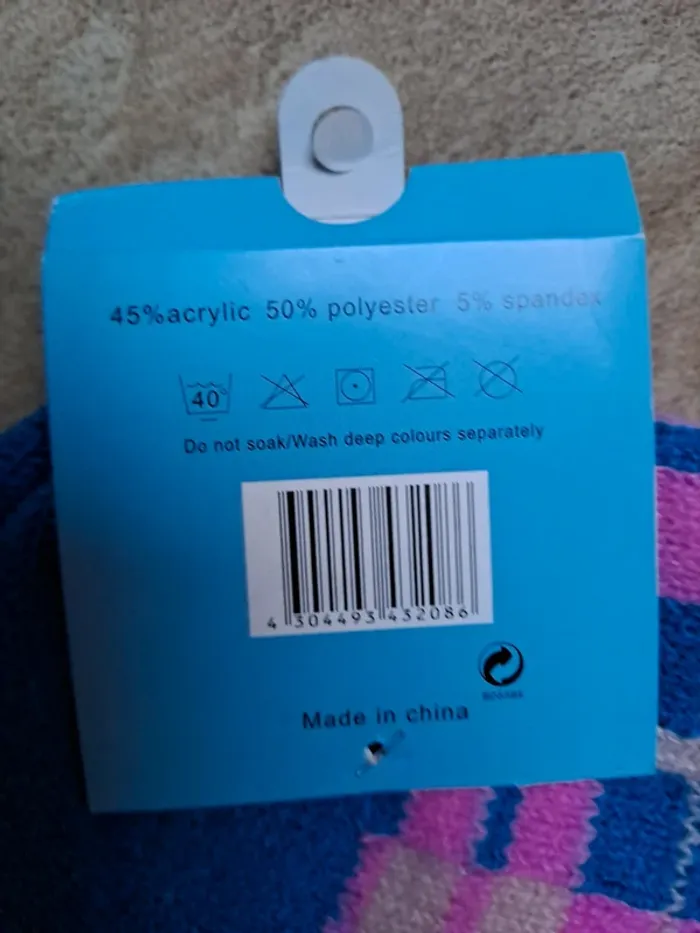 45%acrylic 50% polyester 5% spandex
40°
Do not soak/Wash deep colours separately
4 304493 432086
Made in china